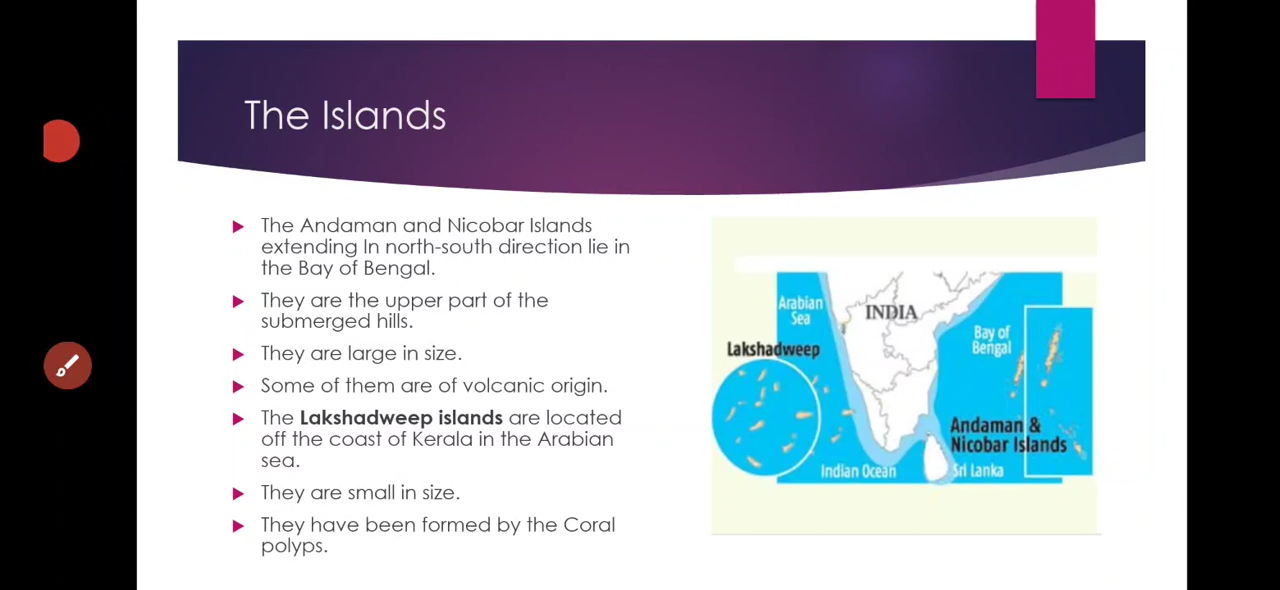 The Islands
The Andaman and Nicobar Islands
extending In north-south direction lie in
the Bay of Bengal.
They are the upper part of the
submerged hills.
They are large in size.
Some of them are of volcanic origin.
The Lakshadweep islands are located
off the coast of Kerala in the Arabian
sea.
They are small in size.
They have been formed by the Coral
polyps.
Arabian
Sea
INDIA
Bay of
Bengal
Lakshadweep
Andaman &
Nicobar Islands
Indian Ocean
Sri Lanka